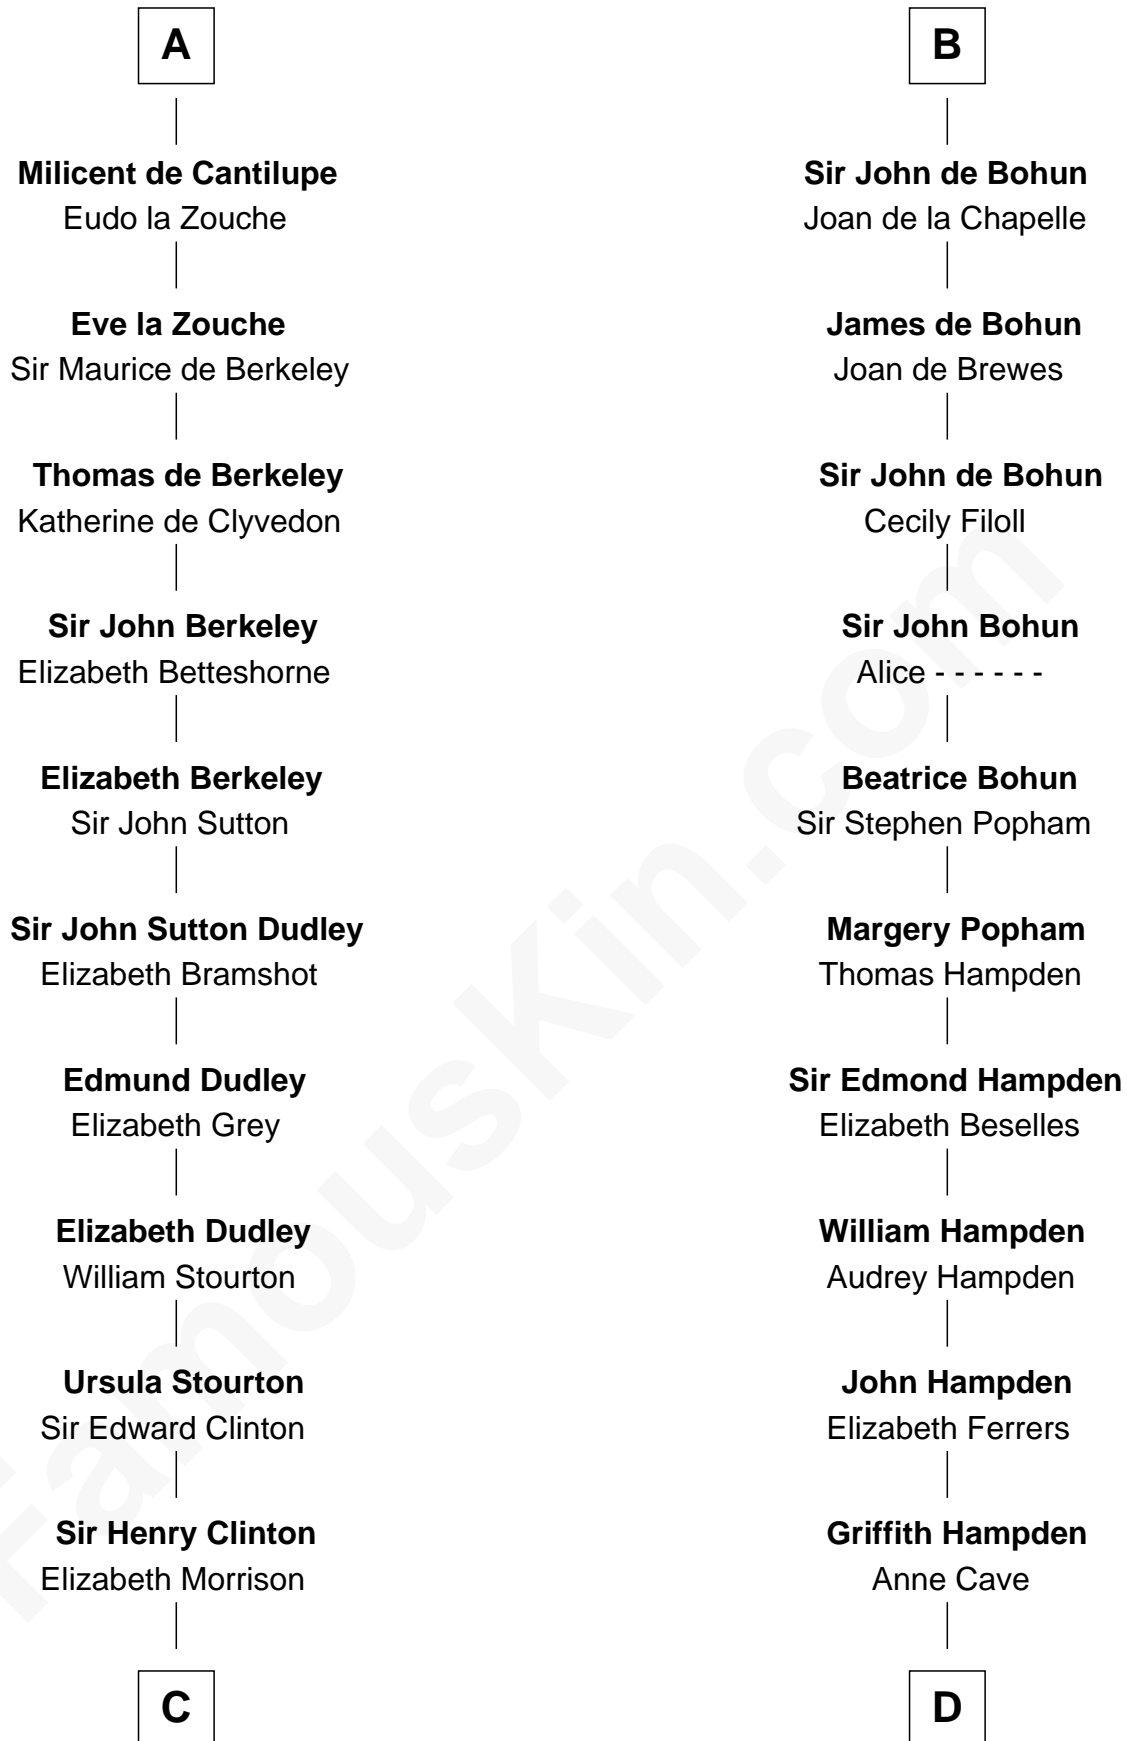 A
Milicent de Cantilupe
Eudo la Zouche
Eve la Zouche
Sir Maurice de Berkeley
Thomas de Berkeley
Katherine de Clyvedon
Sir John Berkeley
Elizabeth Betteshorne
Elizabeth Berkeley
Sir John Sutton
Sir John Sutton Dudley
Elizabeth Bramshot
Edmund Dudley
Elizabeth Grey
Elizabeth Dudley
William Stourton
Ursula Stourton
Sir Edward Clinton
Sir Henry Clinton
Elizabeth Morrison
C
B
Sir John de Bohun
Joan de la Chapelle
James de Bohun
Joan de Brewes
Sir John de Bohun
Cecily Filoll
Sir John Bohun
Alice - - - - - -
Beatrice Bohun
Sir Stephen Popham
Margery Popham
Thomas Hampden
Sir Edmond Hampden
Elizabeth Beselles
William Hampden
Audrey Hampden
John Hampden
Elizabeth Ferrers
Griffith Hampden
Anne Cave
D
FamousKin.com